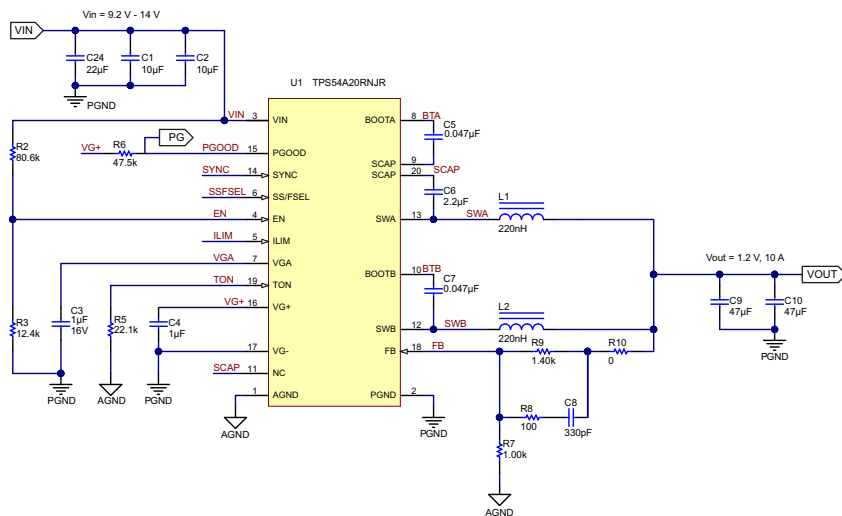 Vin = 9.2 V - 14 V
VIN
C24
22µF
C1
10µF
C2
10µF
PGND
U1 TPS54A20RNJR
R2
80.6k
VG+
R6
47.5k
PG
VIN 3 VIN
PGOOD 15 PGOOD
SYNC 14 SYNC
SSFSEL 6 SS/FSEL
EN 4 EN
ILIM 5 ILIM
VGA 7 VGA
TON 19 TON
VG+ 16 VG+
17 VG-
SCAP 11 NC
1 AGND
BOOTA 8 BTA
C5
0.047µF
SCAP 9
SCAP 20 SCAP
C6
2.2µF
SWA 13 SWA
L1
220nH
BOOTB 10 BTB
C7
0.047µF
SWB 12 SWB
L2
220nH
FB 18 FB
PGND 2
R3
12.4k
C3
1µF
16V
R5
22.1k
C4
1µF
PGND
AGND
PGND
AGND
PGND
R9
1.40k
R10
0
R8
100
C8
330pF
R7
1.00k
AGND
Vout = 1.2 V, 10 A
VOUT
C9
47µF
C10
47µF
PGND